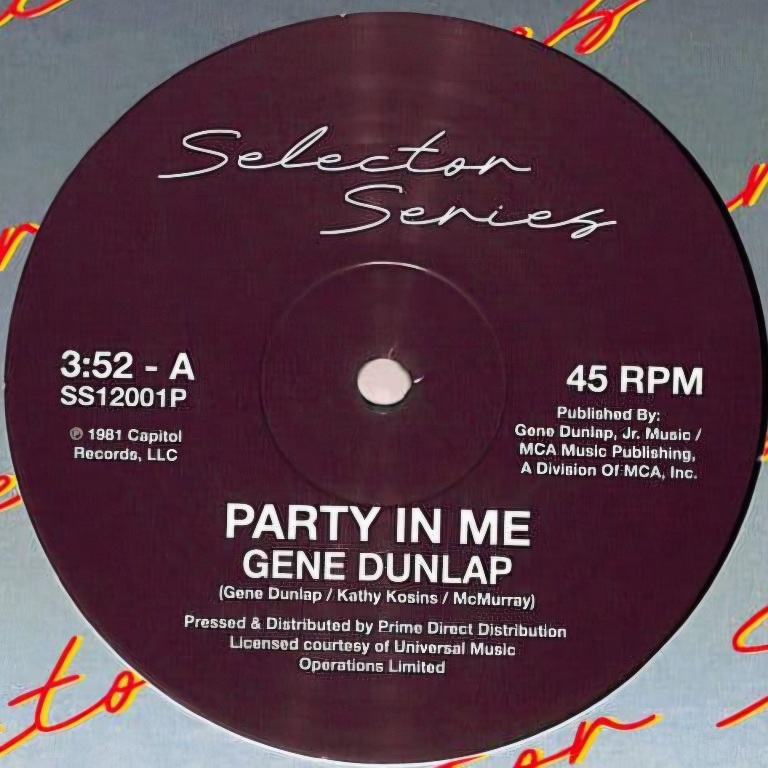 Selector
Series
3:52 - A
SS12001P
℗ 1981 Capitol
Records, LLC
45 RPM
Published By:
Gene Dunlap, Jr. Music /
MCA Music Publishing,
A Division Of MCA, Inc.
PARTY IN ME
GENE DUNLAP
(Gene Dunlap / Kathy Kosins / McMurray)
Pressed & Distributed by Prime Direct Distribution
Licensed courtesy of Universal Music
Operations Limited